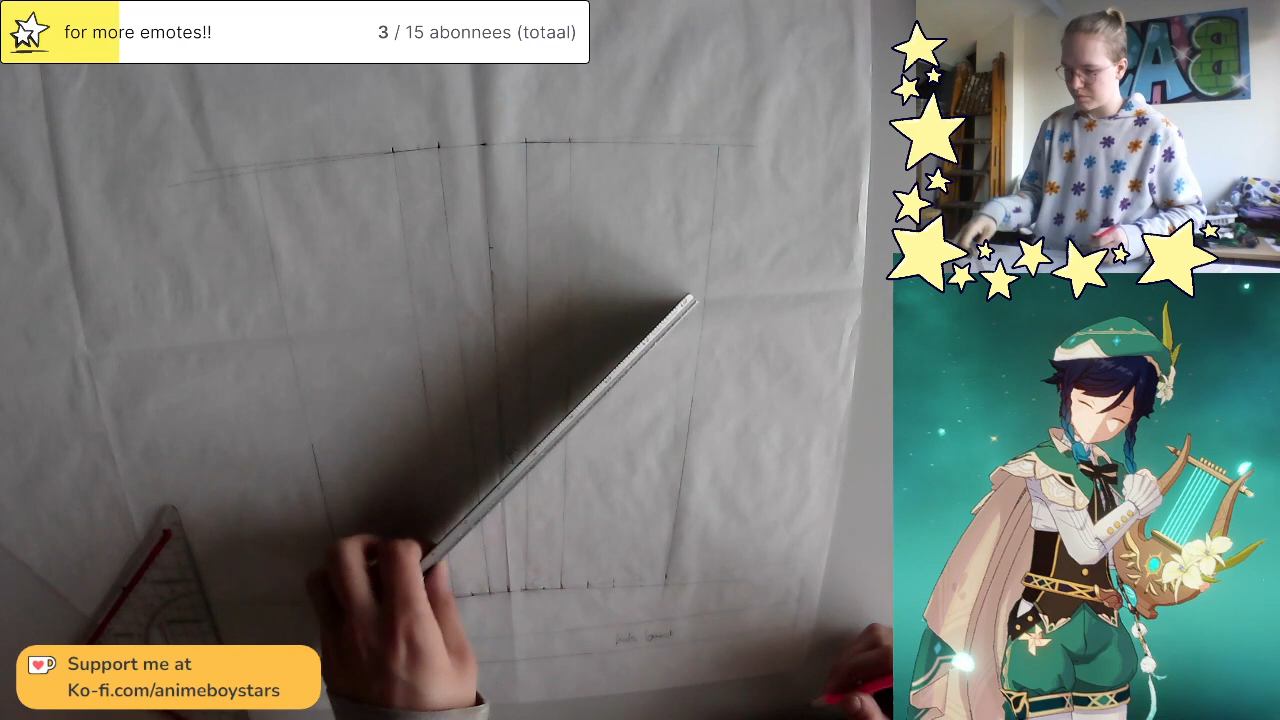 for more emotes!!
3 / 15 abonnees (totaal)
BA
Support me at
Ko-fi.com/animeboystars